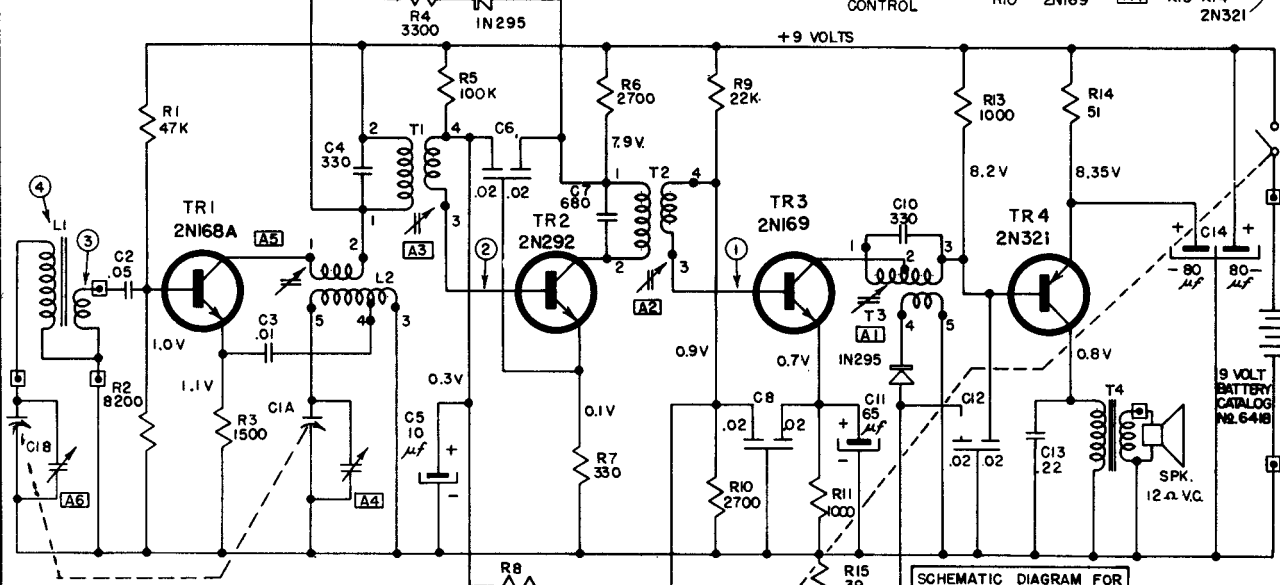 R4
3300
1N295
CONTROL
R10
2N169
2N321
+9 VOLTS
R1
47K
R5
100K
R6
2700
R9
22K
R13
1000
R14
51
2
T1
4
C6
C4
330
7.9V.
1
T2
4
8.2V
8.35V
.02
.02
C7
680
4
L1
3
TR1
2N168A
A5
1
2
1
A3
3
2
TR2
2N292
2
3
A2
1
TR3
2N169
C10
330
1
2
3
TR4
2N321
+
C14
+
- 80
µf
80-
µf
C2
.05
L2
5
4
3
T3
A1
4
5
C3
.01
1.0V
1.1V
0.3V
0.9V
0.7V
1N295
0.8V
9 VOLT
BATTERY
CATALOG
No. 6418
R2
8200
R3
1500
C1A
C5
10
µf
+
-
0.1V
C8
.02
.02
C11
65
µf
+
-
C12
.02
.02
T4
C1B
A6
A4
R7
330
R10
2700
R11
1000
C13
.22
SPK.
12Ω V.C.
R8
R15
39
SCHEMATIC DIAGRAM FOR